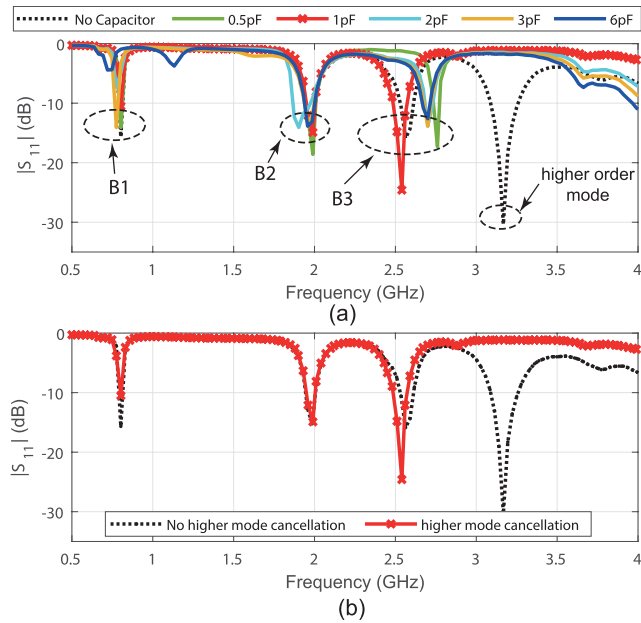 No Capacitor 0.5pF 1pF 2pF 3pF 6pF
(a)
0
-10
-20
-30
|S 11| (dB)
B1
B2
B3
higher order
mode
0.5 1 1.5 2 2.5 3 3.5 4
Frequency (GHz)
(a)
0
-10
-20
-30
|S 11| (dB)
No higher mode cancellation higher mode cancellation
0.5 1 1.5 2 2.5 3 3.5 4
Frequency (GHz)
(b)